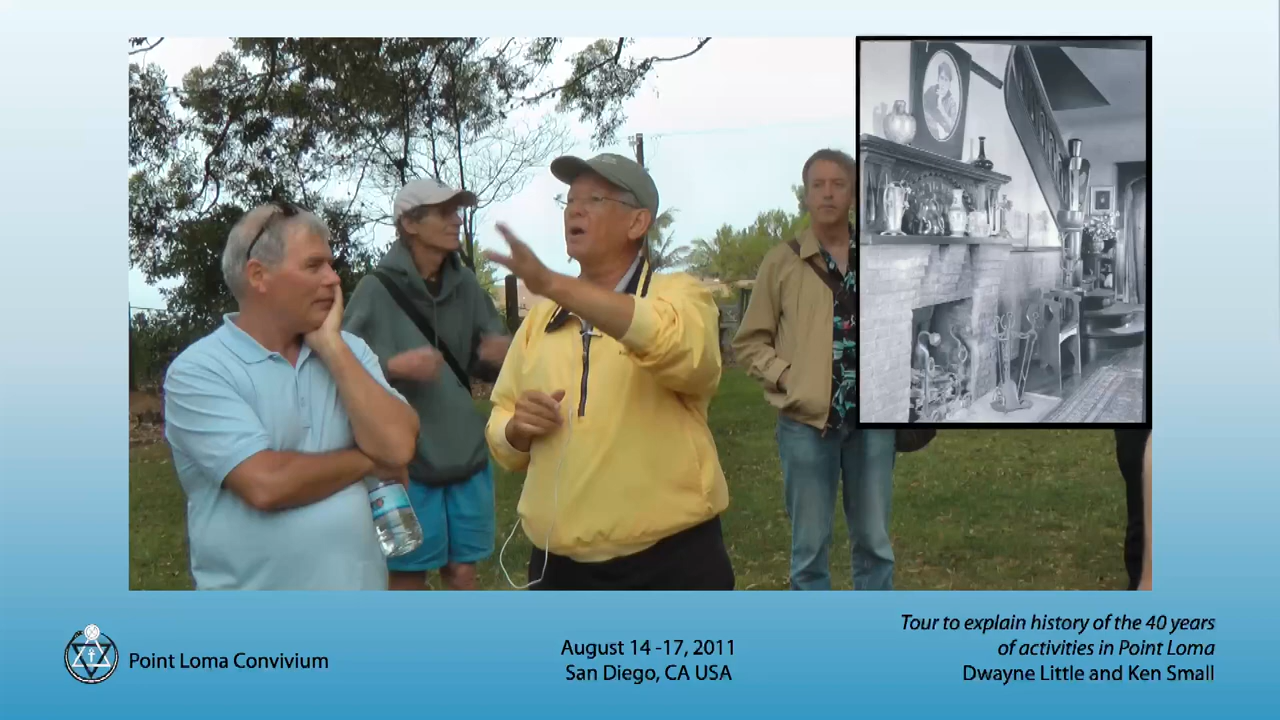 Point Loma Convivium
August 14 -17, 2011
San Diego, CA USA
Tour to explain history of the 40 years
of activities in Point Loma
Dwayne Little and Ken Small